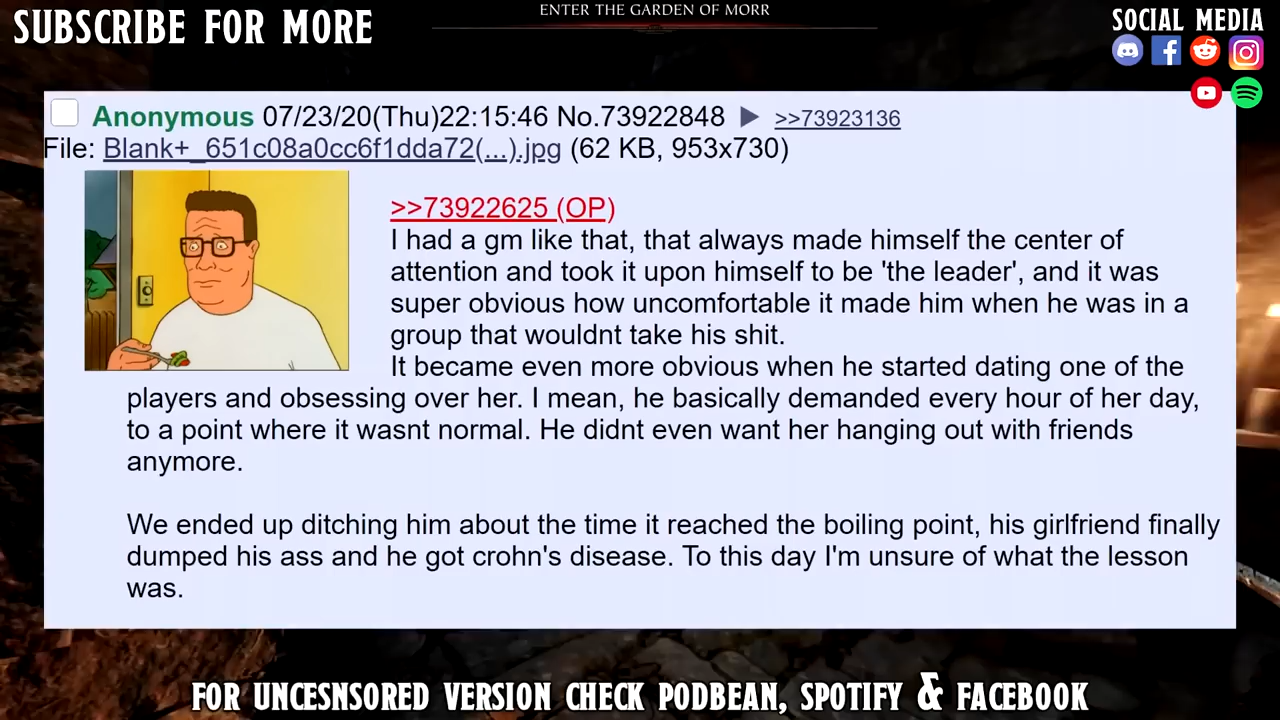 SUBSCRIBE FOR MORE
ENTER THE GARDEN OF MORR
SOCIAL MEDIA
Anonymous 07/23/20(Thu)22:15:46 No.73922848 ▶ >>73923136
File: Blank+_651c08a0cc6f1dda72(...).jpg (62 KB, 953x730)
>>73922625 (OP)
I had a gm like that, that always made himself the center of
attention and took it upon himself to be 'the leader', and it was
super obvious how uncomfortable it made him when he was in a
group that wouldnt take his shit.
It became even more obvious when he started dating one of the
players and obsessing over her. I mean, he basically demanded every hour of her day,
to a point where it wasnt normal. He didnt even want her hanging out with friends
anymore.
We ended up ditching him about the time it reached the boiling point, his girlfriend finally
dumped his ass and he got crohn's disease. To this day I'm unsure of what the lesson
was.
FOR UNCESNSORED VERSION CHECK PODBEAN, SPOTIFY & FACEBOOK